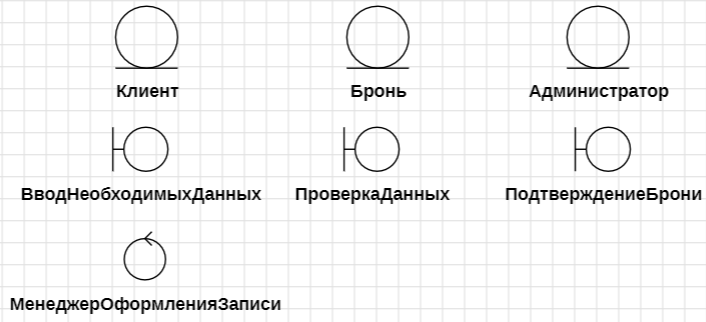 Клиент
Бронь
Администратор
ВводНеобходимыхДанных
ПроверкаДанных
ПодтверждениеБрони
МенеджерОформленияЗаписи